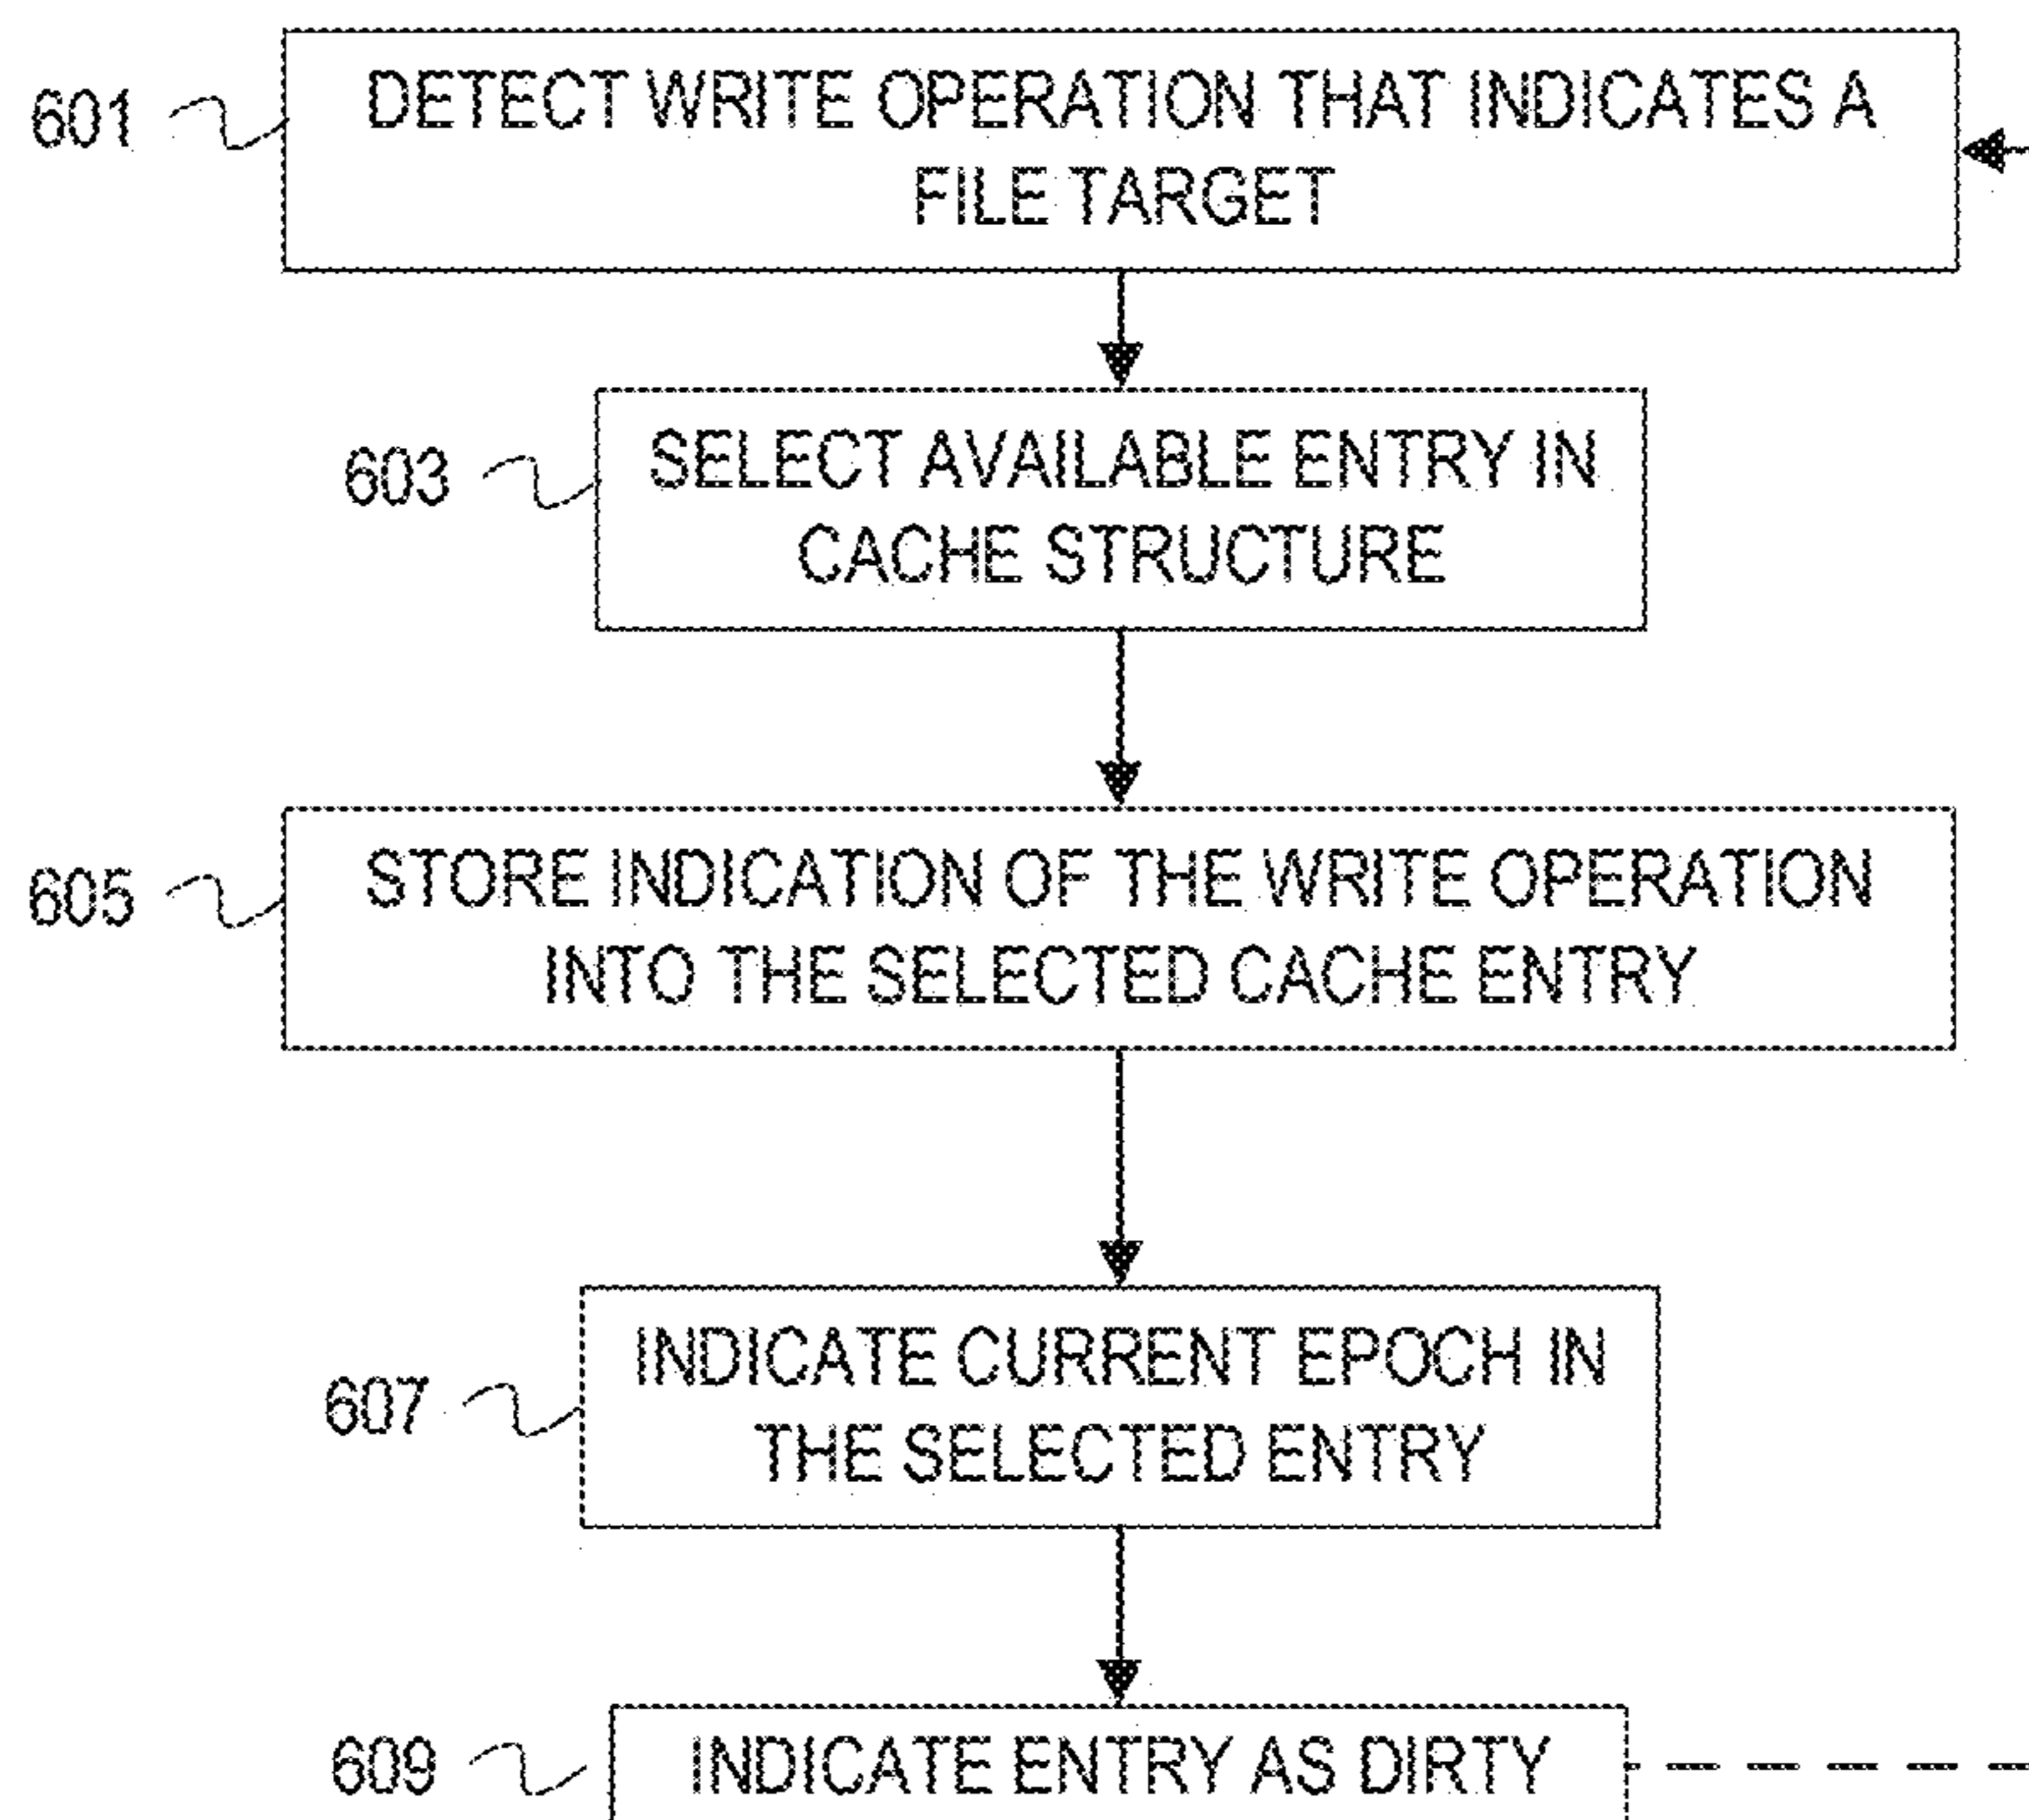 601
DETECT WRITE OPERATION THAT INDICATES A
FILE TARGET
603
SELECT AVAILABLE ENTRY IN
CACHE STRUCTURE
605
STORE INDICATION OF THE WRITE OPERATION
INTO THE SELECTED CACHE ENTRY
607
INDICATE CURRENT EPOCH IN
THE SELECTED ENTRY
609
INDICATE ENTRY AS DIRTY